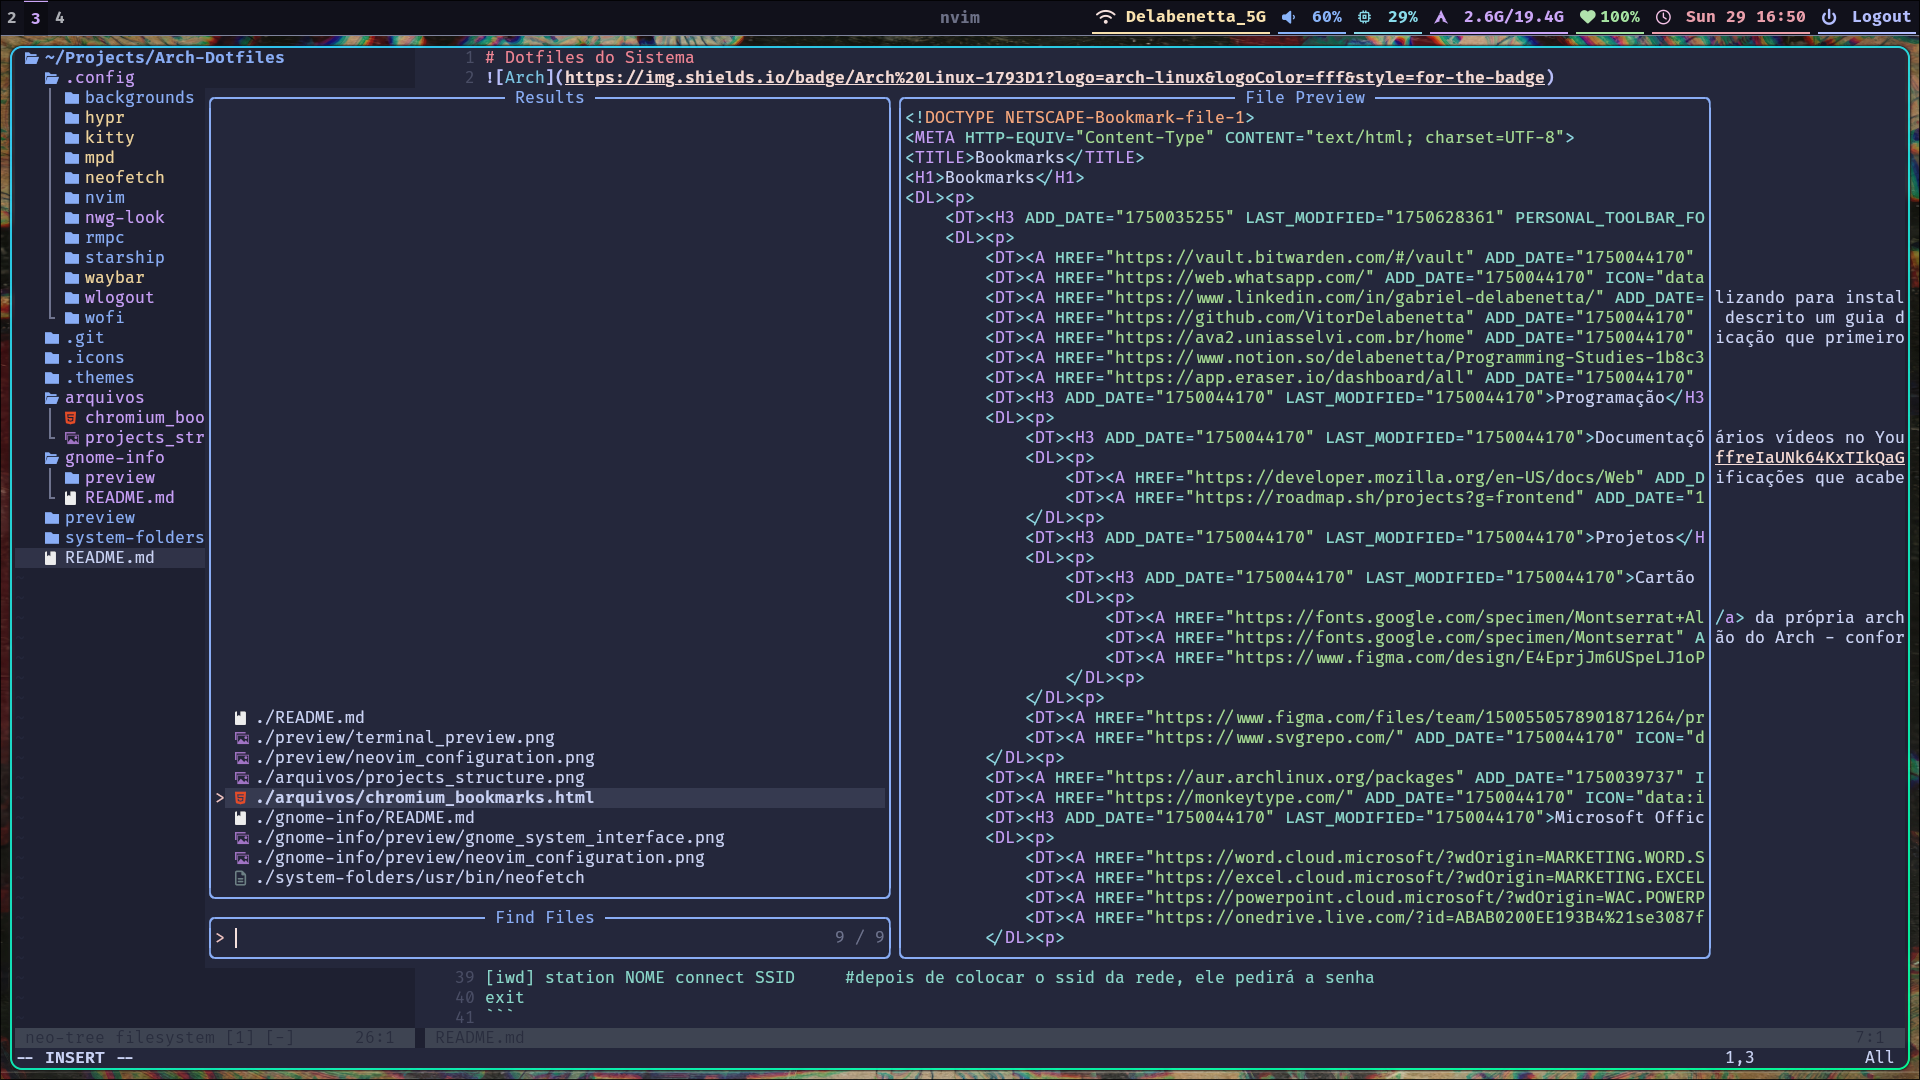 2 3 4 nvim Delabenetta_5G 60% 29% 2.6G/19.4G 100% Sun 29 16:50 Logout
~/Projects/Arch-Dotfiles
.config
backgrounds
hypr
kitty
mpd
neofetch
nvim
nwg-look
rmpc
starship
waybar
wlogout
wofi
.git
.icons
.themes
arquivos
chromium_boo
projects_str
gnome-info
preview
README.md
preview
system-folders
README.md
1 # Dotfiles do Sistema
2 ![Arch](https://img.shields.io/badge/Arch%20Linux-1793D1?logo=arch-linux&logoColor=fff&style=for-the-badge)
Results
./README.md
./preview/terminal_preview.png
./preview/neovim_configuration.png
./arquivos/projects_structure.png
> ./arquivos/chromium_bookmarks.html
./gnome-info/README.md
./gnome-info/preview/gnome_system_interface.png
./gnome-info/preview/neovim_configuration.png
./system-folders/usr/bin/neofetch
Find Files
> 9 / 9
File Preview
<!DOCTYPE NETSCAPE-Bookmark-file-1>
<META HTTP-EQUIV="Content-Type" CONTENT="text/html; charset=UTF-8">
<TITLE>Bookmarks</TITLE>
<H1>Bookmarks</H1>
<DL><p>
<DT><H3 ADD_DATE="1750035255" LAST_MODIFIED="1750628361" PERSONAL_TOOLBAR_FO
<DL><p>
<DT><A HREF="https://vault.bitwarden.com/#/vault" ADD_DATE="1750044170"
<DT><A HREF="https://web.whatsapp.com/" ADD_DATE="1750044170" ICON="data
<DT><A HREF="https://www.linkedin.com/in/gabriel-delabenetta/" ADD_DATE=
<DT><A HREF="https://github.com/VitorDelabenetta" ADD_DATE="1750044170"
<DT><A HREF="https://ava2.uniasselvi.com.br/home" ADD_DATE="1750044170"
<DT><A HREF="https://www.notion.so/delabenetta/Programming-Studies-1b8c3
<DT><A HREF="https://app.eraser.io/dashboard/all" ADD_DATE="1750044170"
<DT><H3 ADD_DATE="1750044170" LAST_MODIFIED="1750044170">Programação</H3
<DL><p>
<DT><H3 ADD_DATE="1750044170" LAST_MODIFIED="1750044170">Documentaçõ
<DL><p>
<DT><A HREF="https://developer.mozilla.org/en-US/docs/Web" ADD_D
<DT><A HREF="https://roadmap.sh/projects?g=frontend" ADD_DATE="1
</DL><p>
<DT><H3 ADD_DATE="1750044170" LAST_MODIFIED="1750044170">Projetos</H
<DL><p>
<DT><H3 ADD_DATE="1750044170" LAST_MODIFIED="1750044170">Cartão
<DL><p>
<DT><A HREF="https://fonts.google.com/specimen/Montserrat+Al
<DT><A HREF="https://fonts.google.com/specimen/Montserrat" A
<DT><A HREF="https://www.figma.com/design/E4EprjJm6USpeLJ1oP
</DL><p>
</DL><p>
<DT><A HREF="https://www.figma.com/files/team/1500550578901871264/pr
<DT><A HREF="https://www.svgrepo.com/" ADD_DATE="1750044170" ICON="d
</DL><p>
<DT><A HREF="https://aur.archlinux.org/packages" ADD_DATE="1750039737" I
<DT><A HREF="https://monkeytype.com/" ADD_DATE="1750044170" ICON="data:i
<DT><H3 ADD_DATE="1750044170" LAST_MODIFIED="1750044170">Microsoft Offic
<DL><p>
<DT><A HREF="https://word.cloud.microsoft/?wdOrigin=MARKETING.WORD.S
<DT><A HREF="https://excel.cloud.microsoft/?wdOrigin=MARKETING.EXCEL
<DT><A HREF="https://powerpoint.cloud.microsoft/?wdOrigin=WAC.POWERP
<DT><A HREF="https://onedrive.live.com/?id=ABAB0200EE193B4%21se3087f
</DL><p>
lizando para instal
descrito um guia d
icação que primeiro
ários vídeos no You
ffreIaUNk64KxTIkQaG
ificações que acabe
/a> da própria arch
ão do Arch - confor
39 [iwd] station NOME connect SSID #depois de colocar o ssid da rede, ele pedirá a senha
40 exit
41 ```
neo-tree filesystem [1] [-] 26:1 README.md 7:1
-- INSERT -- 1,3 All